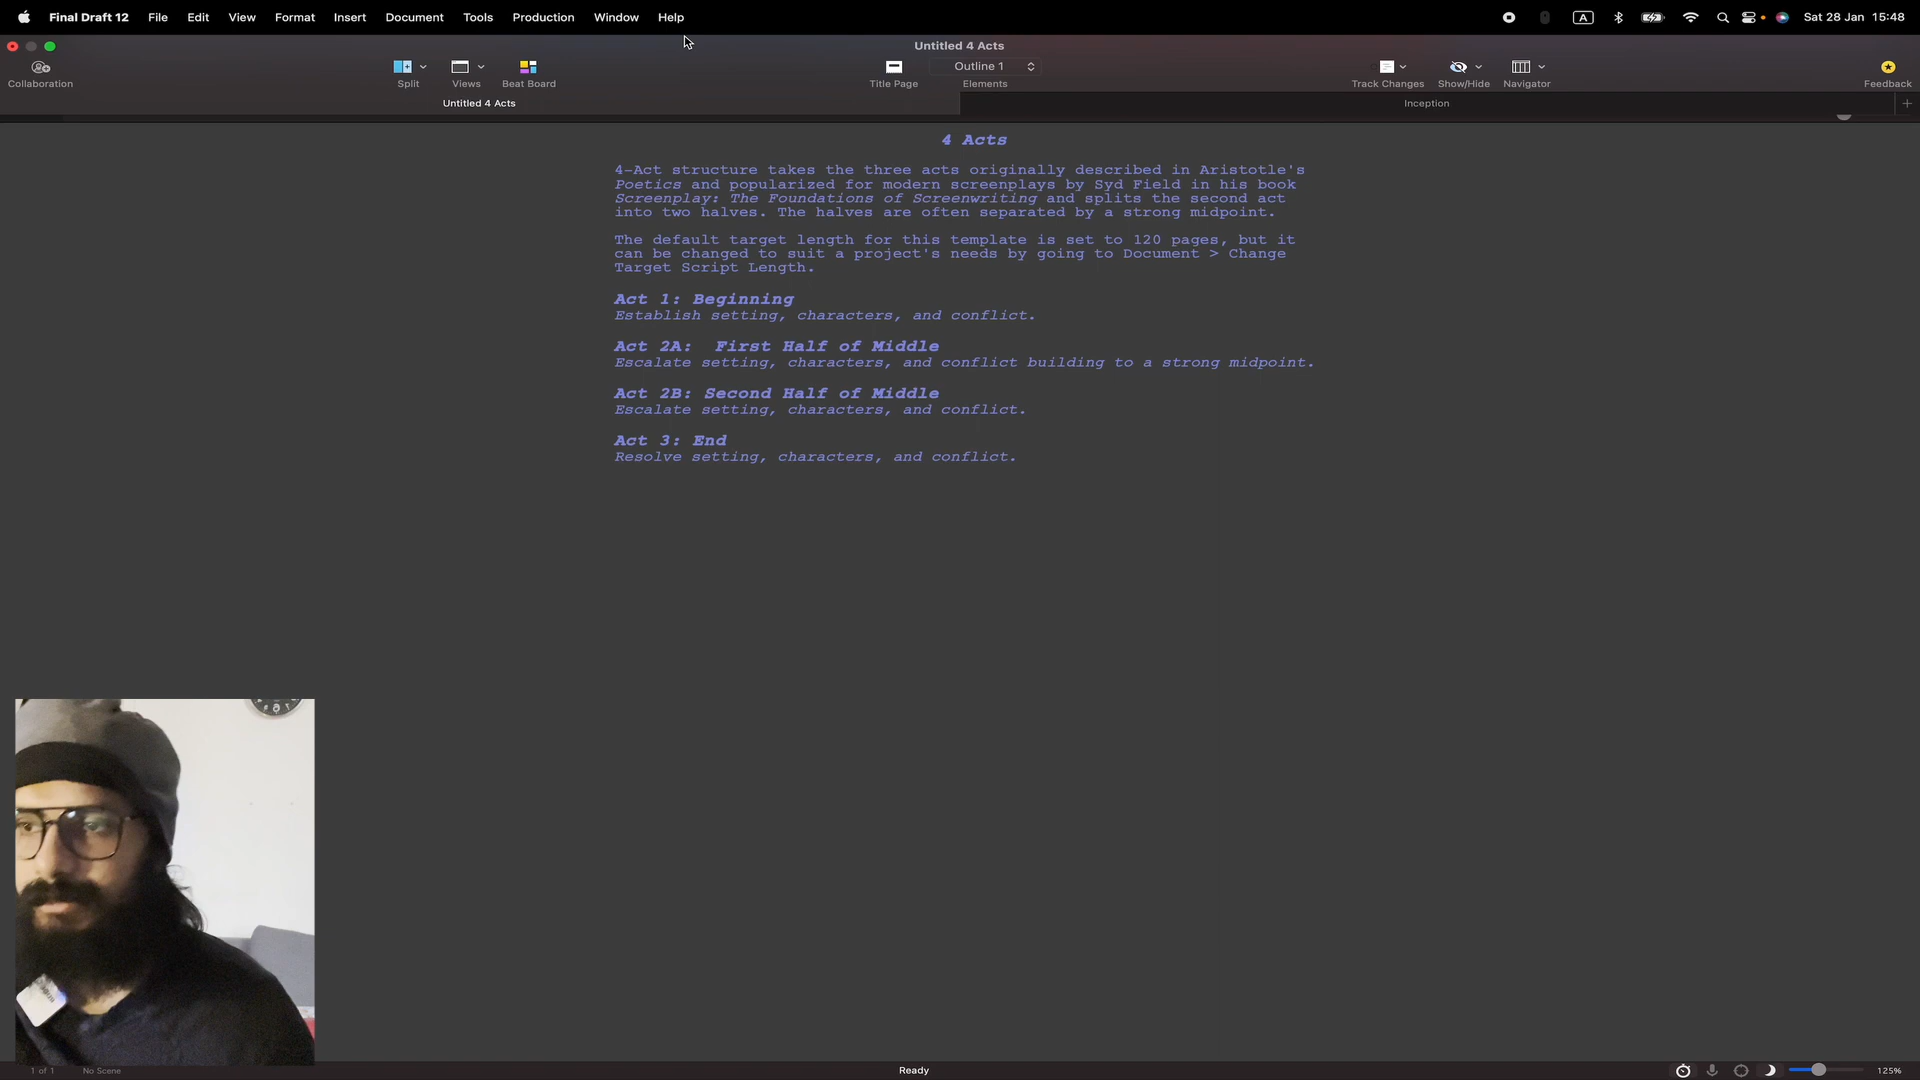 Final Draft 12 File Edit View Format Insert Document Tools Production Window Help A Sat 28 Jan 15:48
Untitled 4 Acts
Outline 1
Collaboration Split Views Beat Board Title Page Elements Track Changes Show/Hide Navigator Feedback
Untitled 4 Acts Inception
4 Acts
4-Act structure takes the three acts originally described in Aristotle's
Poetics and popularized for modern screenplays by Syd Field in his book
Screenplay: The Foundations of Screenwriting and splits the second act
into two halves. The halves are often separated by a strong midpoint.
The default target length for this template is set to 120 pages, but it
can be changed to suit a project's needs by going to Document > Change
Target Script Length.
Act 1: Beginning
Establish setting, characters, and conflict.
Act 2A: First Half of Middle
Escalate setting, characters, and conflict building to a strong midpoint.
Act 2B: Second Half of Middle
Escalate setting, characters, and conflict.
Act 3: End
Resolve setting, characters, and conflict.
1 of 1 No Scene Ready 125%